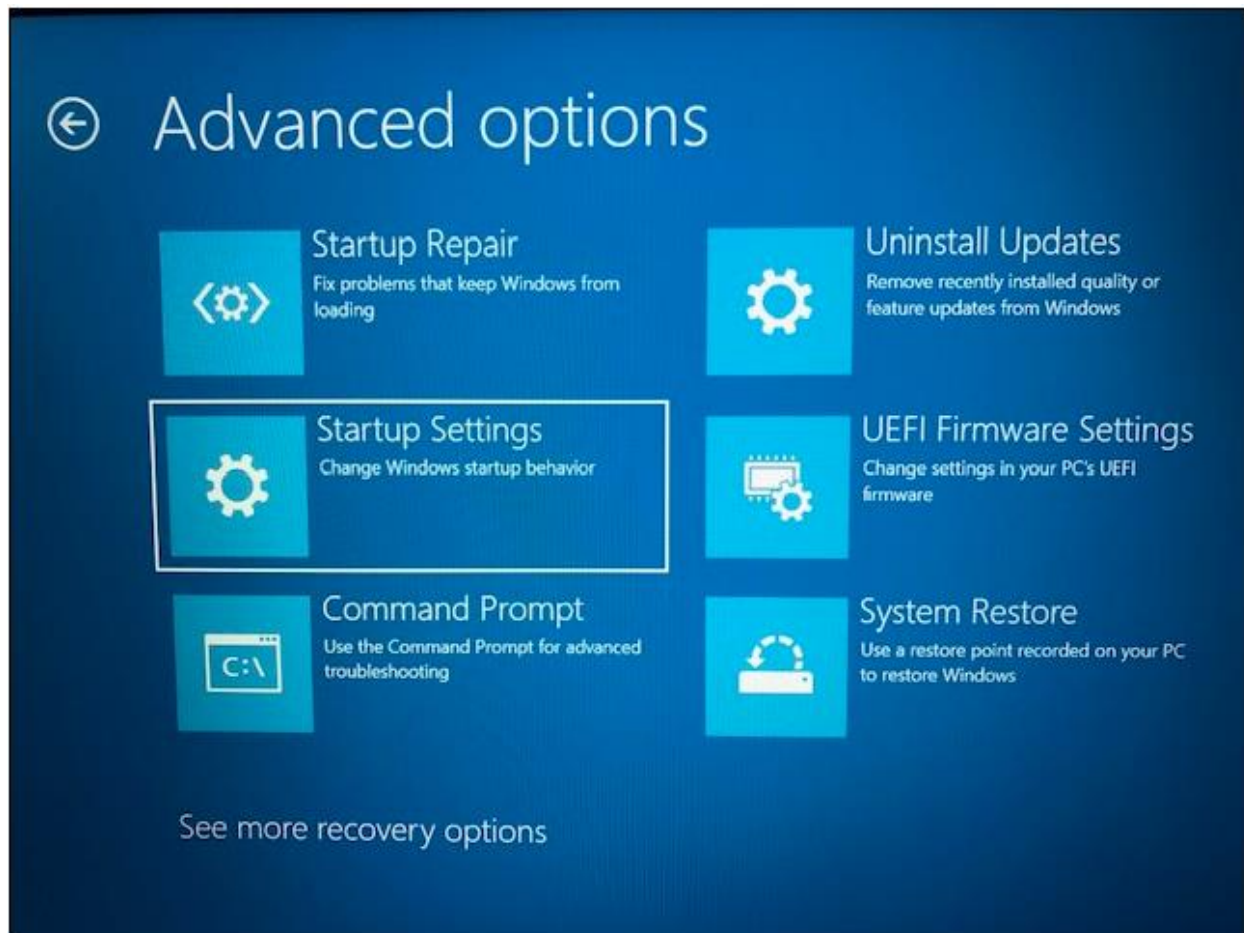 Advanced options
Startup Repair
Fix problems that keep Windows from
loading
Uninstall Updates
Remove recently installed quality or
feature updates from Windows
Startup Settings
Change Windows startup behavior
UEFI Firmware Settings
Change settings in your PC's UEFI
firmware
Command Prompt
Use the Command Prompt for advanced
troubleshooting
C:\
System Restore
Use a restore point recorded on your PC
to restore Windows
See more recovery options